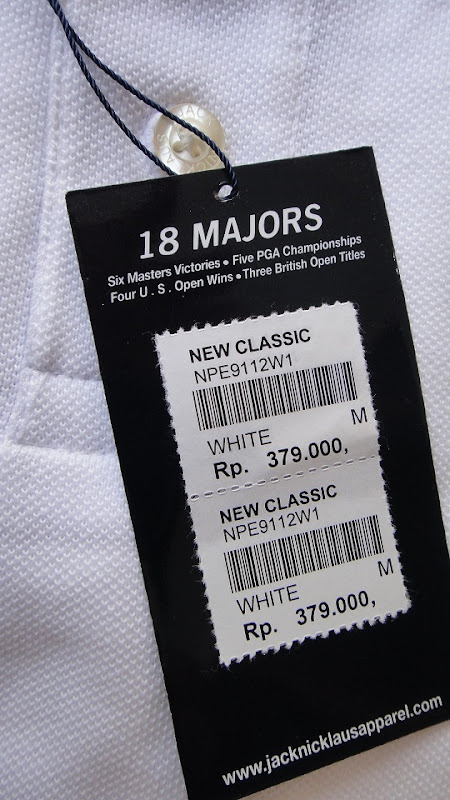 18 MAJORS
Six Masters Victories • Five PGA Championships
Four U . S . Open Wins • Three British Open Titles
NEW CLASSIC
NPE9112W1
M
WHITE
Rp. 379.000,
NEW CLASSIC
NPE9112W1
M
WHITE
Rp. 379.000,
www.jacknicklausapparel.com